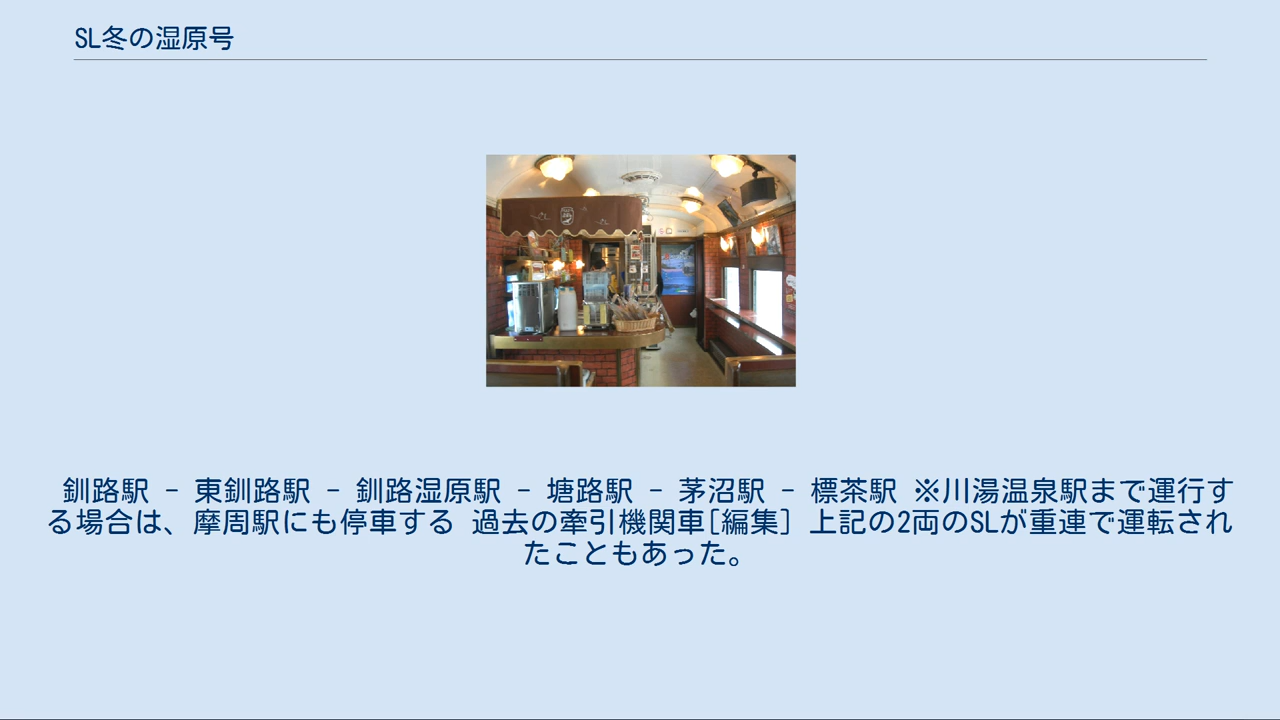 SL冬の湿原号
釧路駅 - 東釧路駅 - 釧路湿原駅 - 塘路駅 - 茅沼駅 - 標茶駅 ※川湯温泉駅まで運行す
る場合は、摩周駅にも停車する 過去の牽引機関車[編集] 上記の2両のSLが重連で運転され
たこともあった。